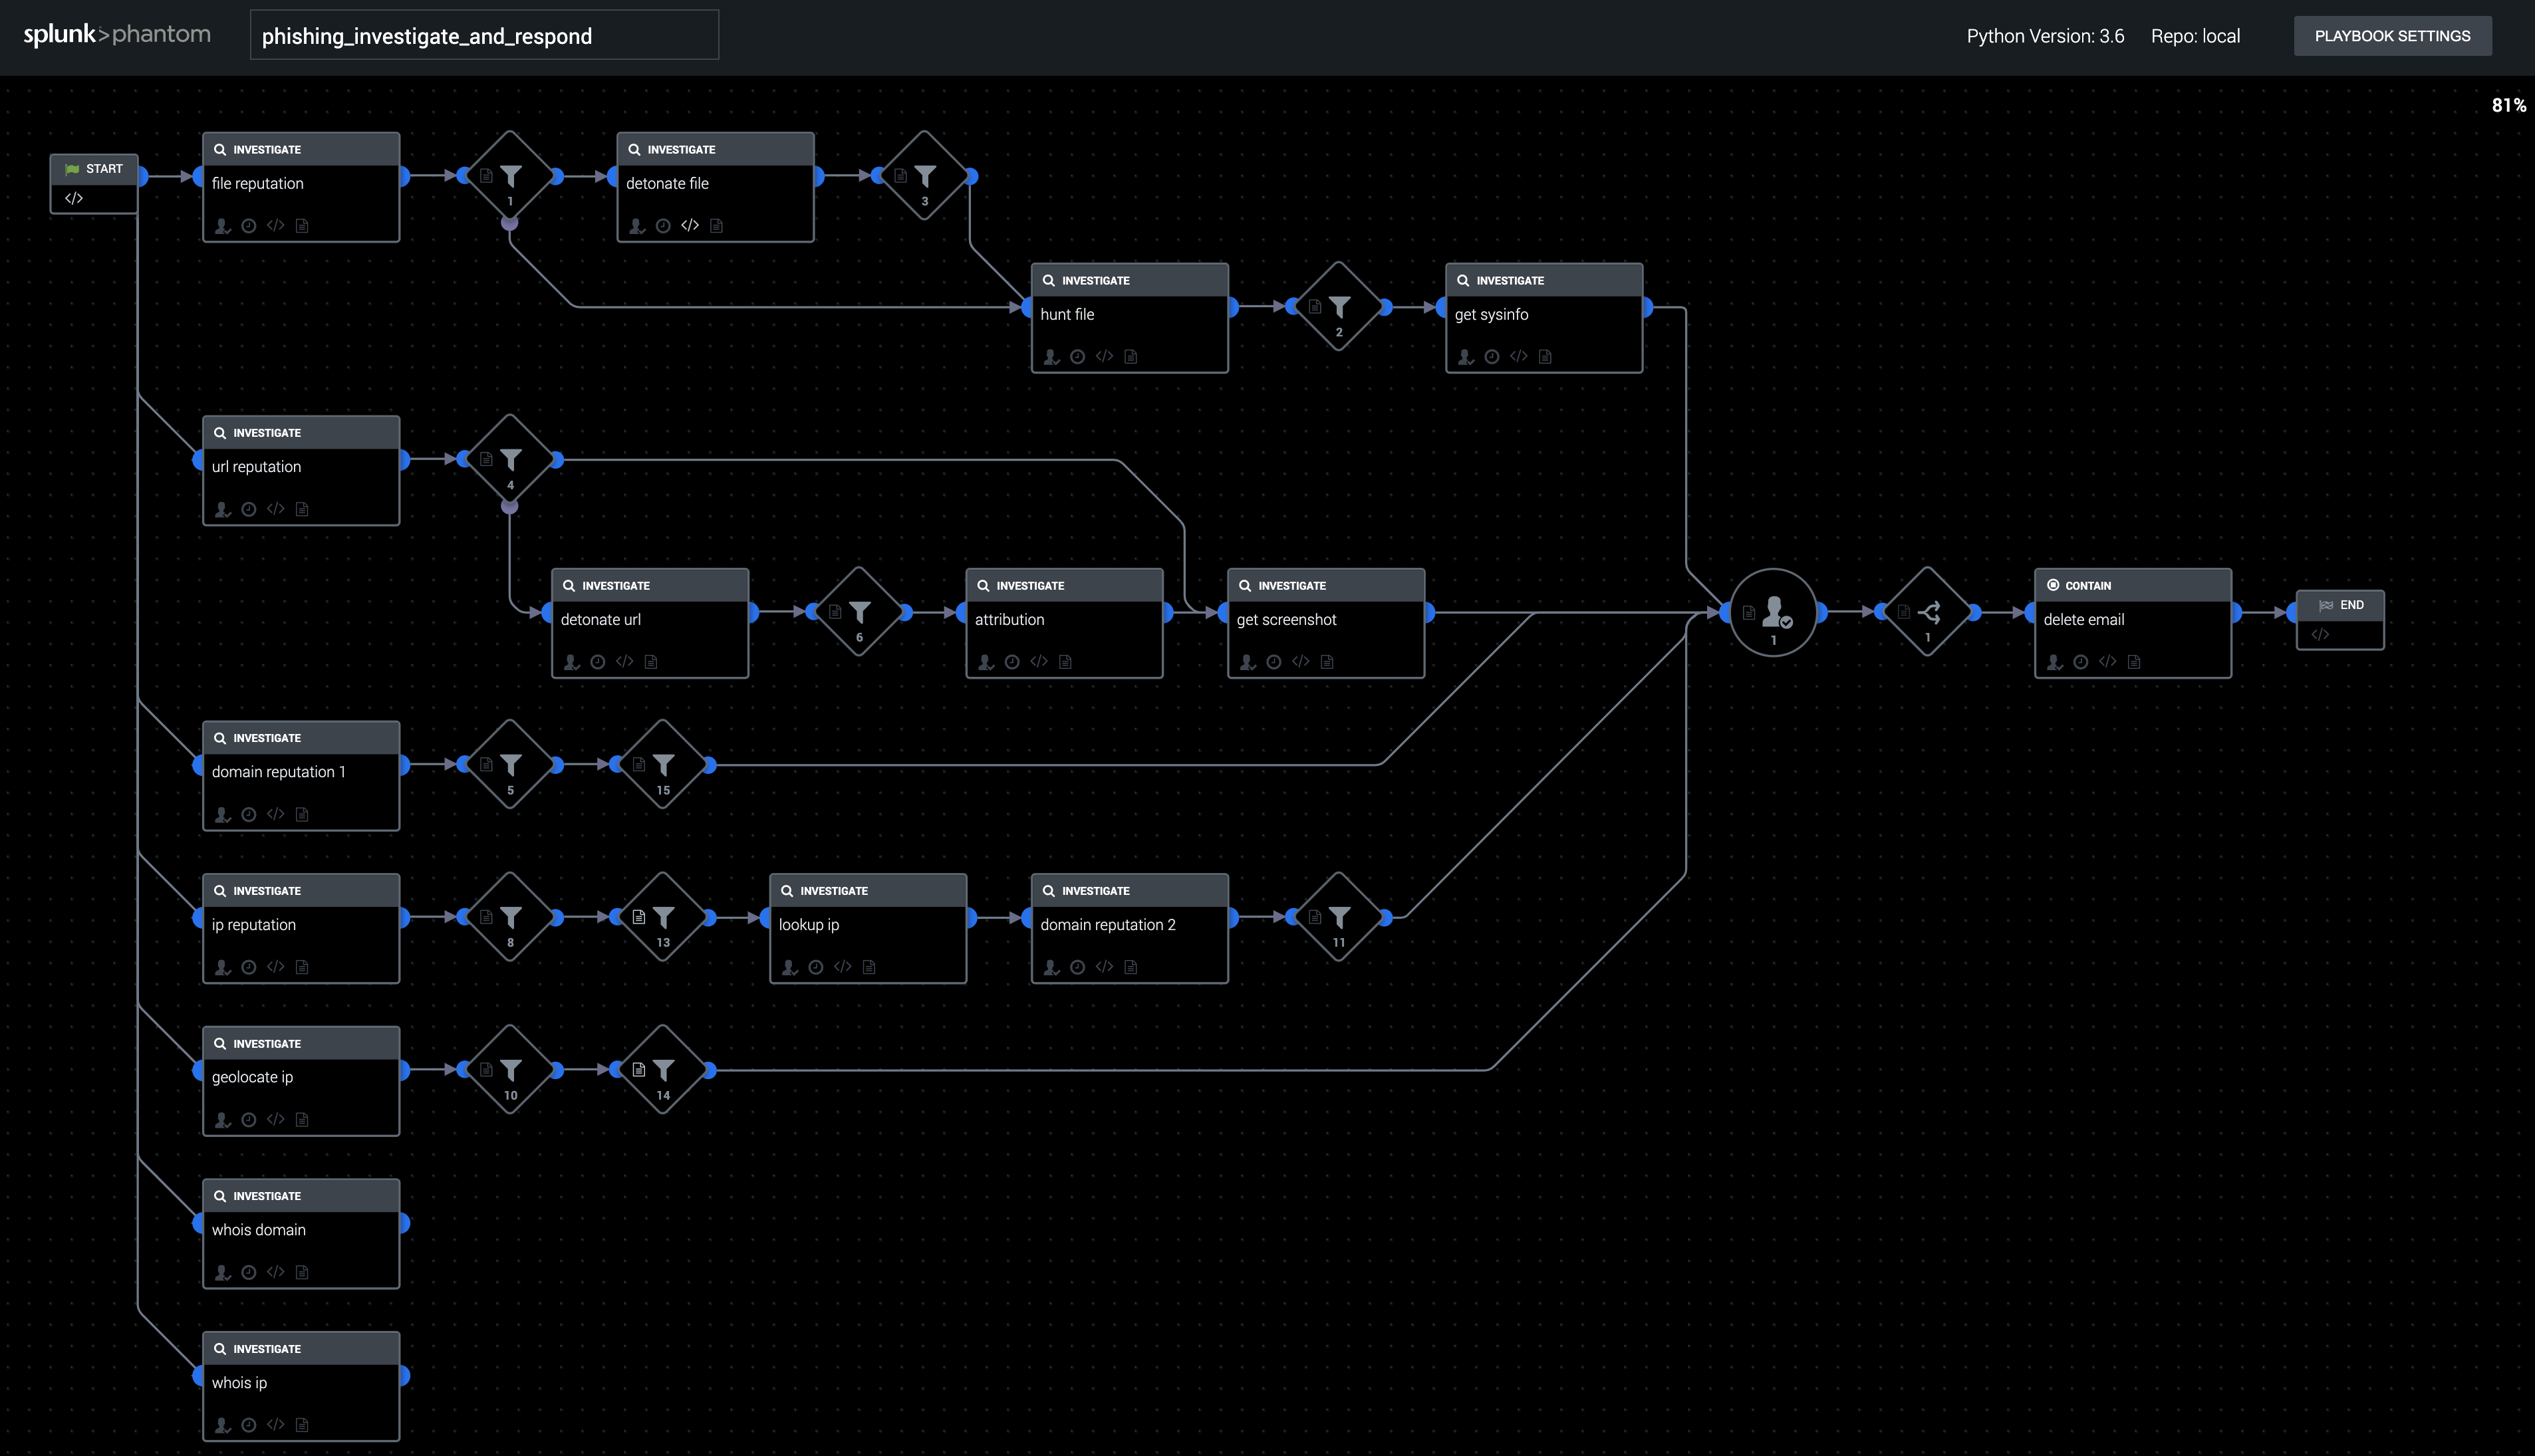 splunk>phantom
phishing_investigate_and_respond
Python Version: 3.6
Repo: local
PLAYBOOK SETTINGS
81%
START
</>
INVESTIGATE
file reputation
</>
1
INVESTIGATE
detonate file
</>
3
INVESTIGATE
hunt file
</>
2
INVESTIGATE
get sysinfo
</>
INVESTIGATE
url reputation
</>
4
INVESTIGATE
detonate url
</>
6
INVESTIGATE
attribution
</>
INVESTIGATE
get screenshot
</>
1
1
CONTAIN
delete email
</>
END
</>
INVESTIGATE
domain reputation 1
</>
5
15
INVESTIGATE
ip reputation
</>
8
13
INVESTIGATE
lookup ip
</>
INVESTIGATE
domain reputation 2
</>
11
INVESTIGATE
geolocate ip
</>
10
14
INVESTIGATE
whois domain
</>
INVESTIGATE
whois ip
</>